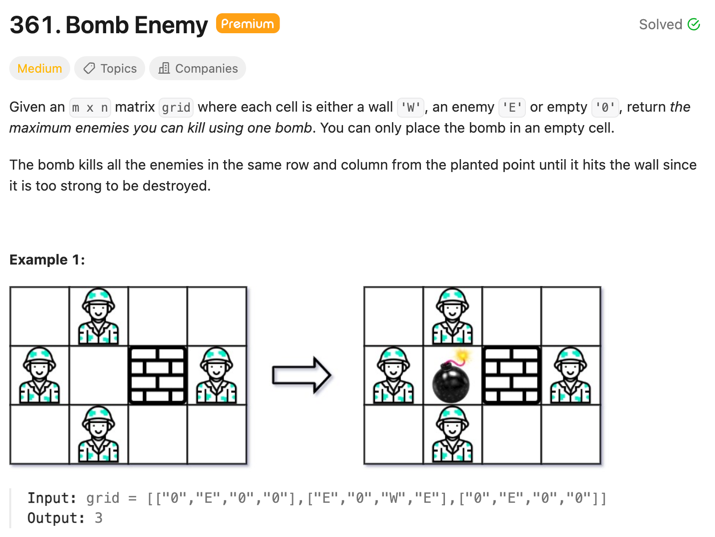 361. Bomb Enemy Premium Solved
Medium Topics Companies
Given an m x n matrix grid where each cell is either a wall 'W', an enemy 'E' or empty '0', return the
maximum enemies you can kill using one bomb. You can only place the bomb in an empty cell.
The bomb kills all the enemies in the same row and column from the planted point until it hits the wall since
it is too strong to be destroyed.
Example 1:
Input: grid = [["0","E","0","0"],["E","0","W","E"],["0","E","0","0"]]
Output: 3